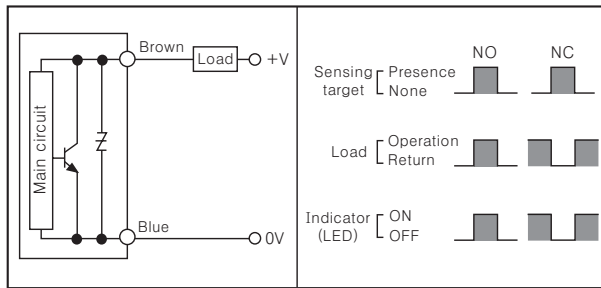 Main circuit
Brown
Load
+V
Blue
0V
NO NC
Sensing target
Presence
None
Load
Operation
Return
Indicator (LED)
ON
OFF